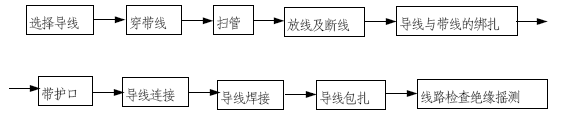 选择导线
穿带线
扫管
放线及断线
导线与带线的绑扎
带护口
导线连接
导线焊接
导线包扎
线路检查绝缘摇测